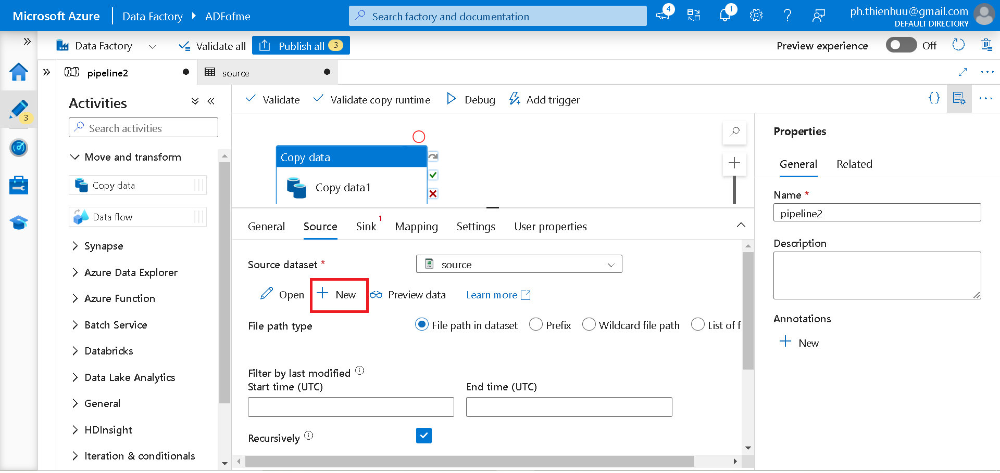 Microsoft Azure
Data Factory
ADFofme
Search factory and documentation
4
1
ph.thienhuu@gmail.com
DEFAULT DIRECTORY
Data Factory
Validate all
Publish all
3
Preview experience
Off
pipeline2
source
3
Activities
Search activities
Move and transform
Copy data
Data flow
Synapse
Azure Data Explorer
Azure Function
Batch Service
Databricks
Data Lake Analytics
General
HDInsight
Iteration & conditionals
Validate
Validate copy runtime
Debug
Add trigger
{}
Copy data
Copy data1
General
Source
Sink 1
Mapping
Settings
User properties
Source dataset *
source
Open
New
Preview data
Learn more
File path type
File path in dataset
Prefix
Wildcard file path
List of f
Filter by last modified
Start time (UTC)
End time (UTC)
Recursively
Properties
General
Related
Name *
pipeline2
Description
Annotations
New